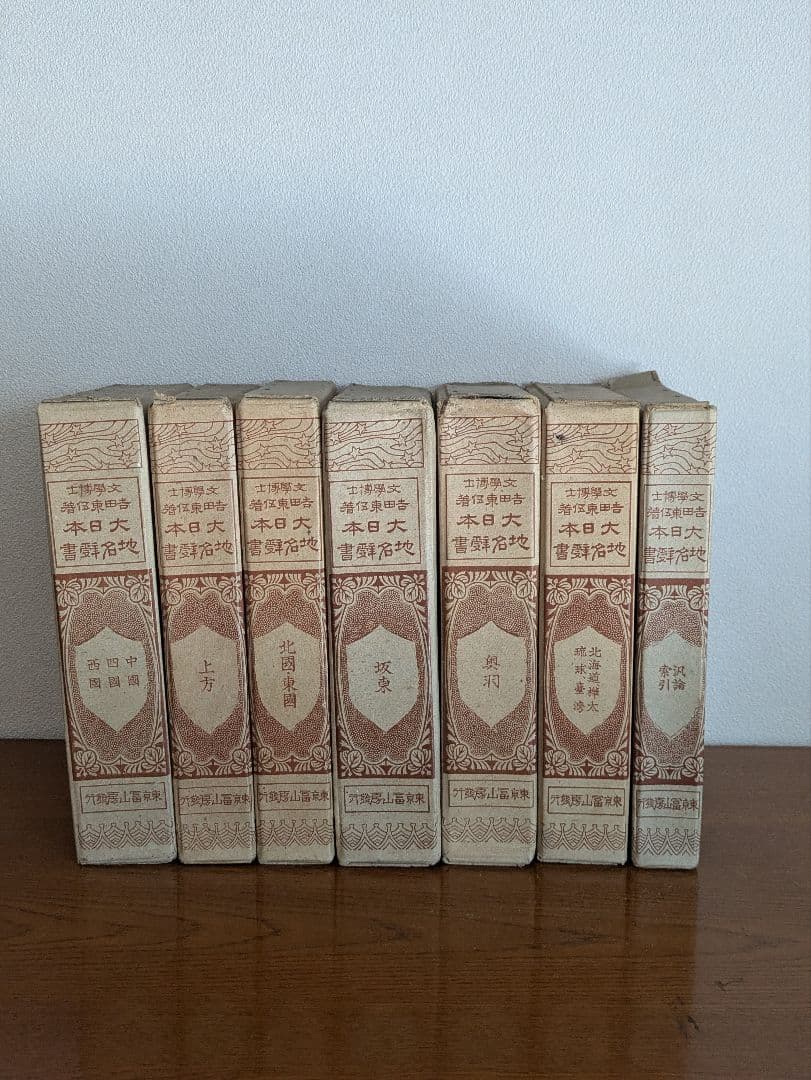 文學博士
吉田東伍著
大日本
地名辭書
中國
四國
西國
東京富山房發行
文學博士
吉田東伍著
大日本
地名辭書
上方
東京富山房發行
文學博士
吉田東伍著
大日本
地名辭書
北國東國
東京富山房發行
文學博士
吉田東伍著
大日本
地名辭書
坂東
東京富山房發行
文學博士
吉田東伍著
大日本
地名辭書
奥羽
東京富山房發行
文學博士
吉田東伍著
大日本
地名辭書
北海道樺太
琉球臺灣
東京富山房發行
文學博士
吉田東伍著
大日本
地名辭書
汎論
索引
東京富山房發行